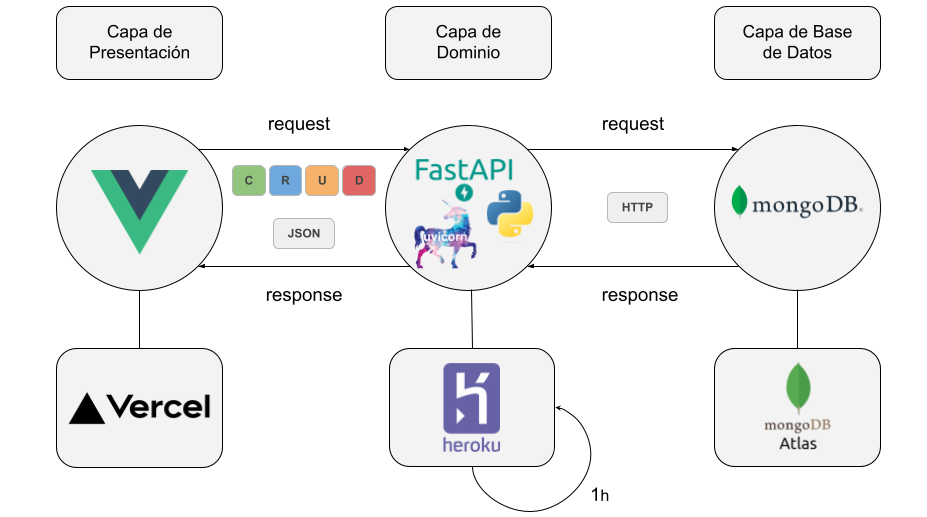 Capa de
Presentación
Capa de
Dominio
Capa de Base
de Datos
request
request
C R U D
FastAPI
uvicorn
mongoDB®
HTTP
JSON
response
response
Vercel
heroku
mongoDB
Atlas
1h